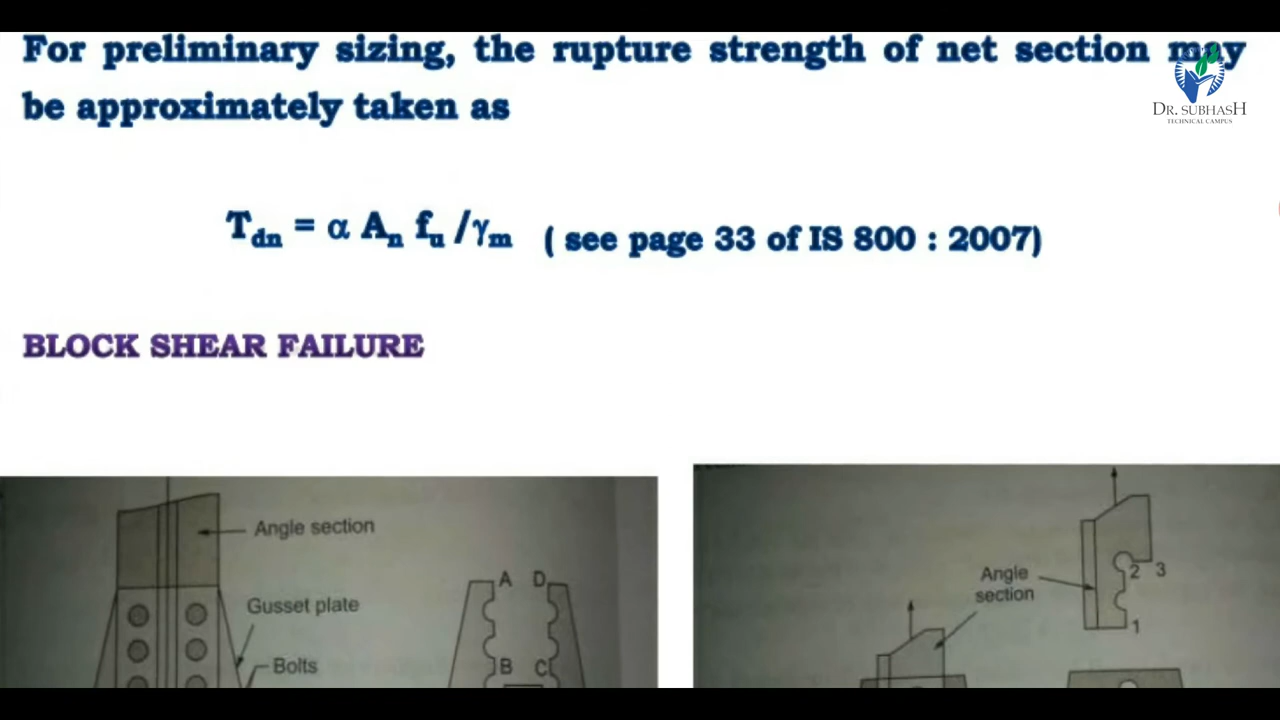 For preliminary sizing, the rupture strength of net section may
be approximately taken as
DR. SUBHASH
TECHNICAL CAMPUS
Tdn = α An fu /γm ( see page 33 of IS 800 : 2007)
BLOCK SHEAR FAILURE
Angle section
Gusset plate
Bolts
A D
B C
Angle
section
2 3
1